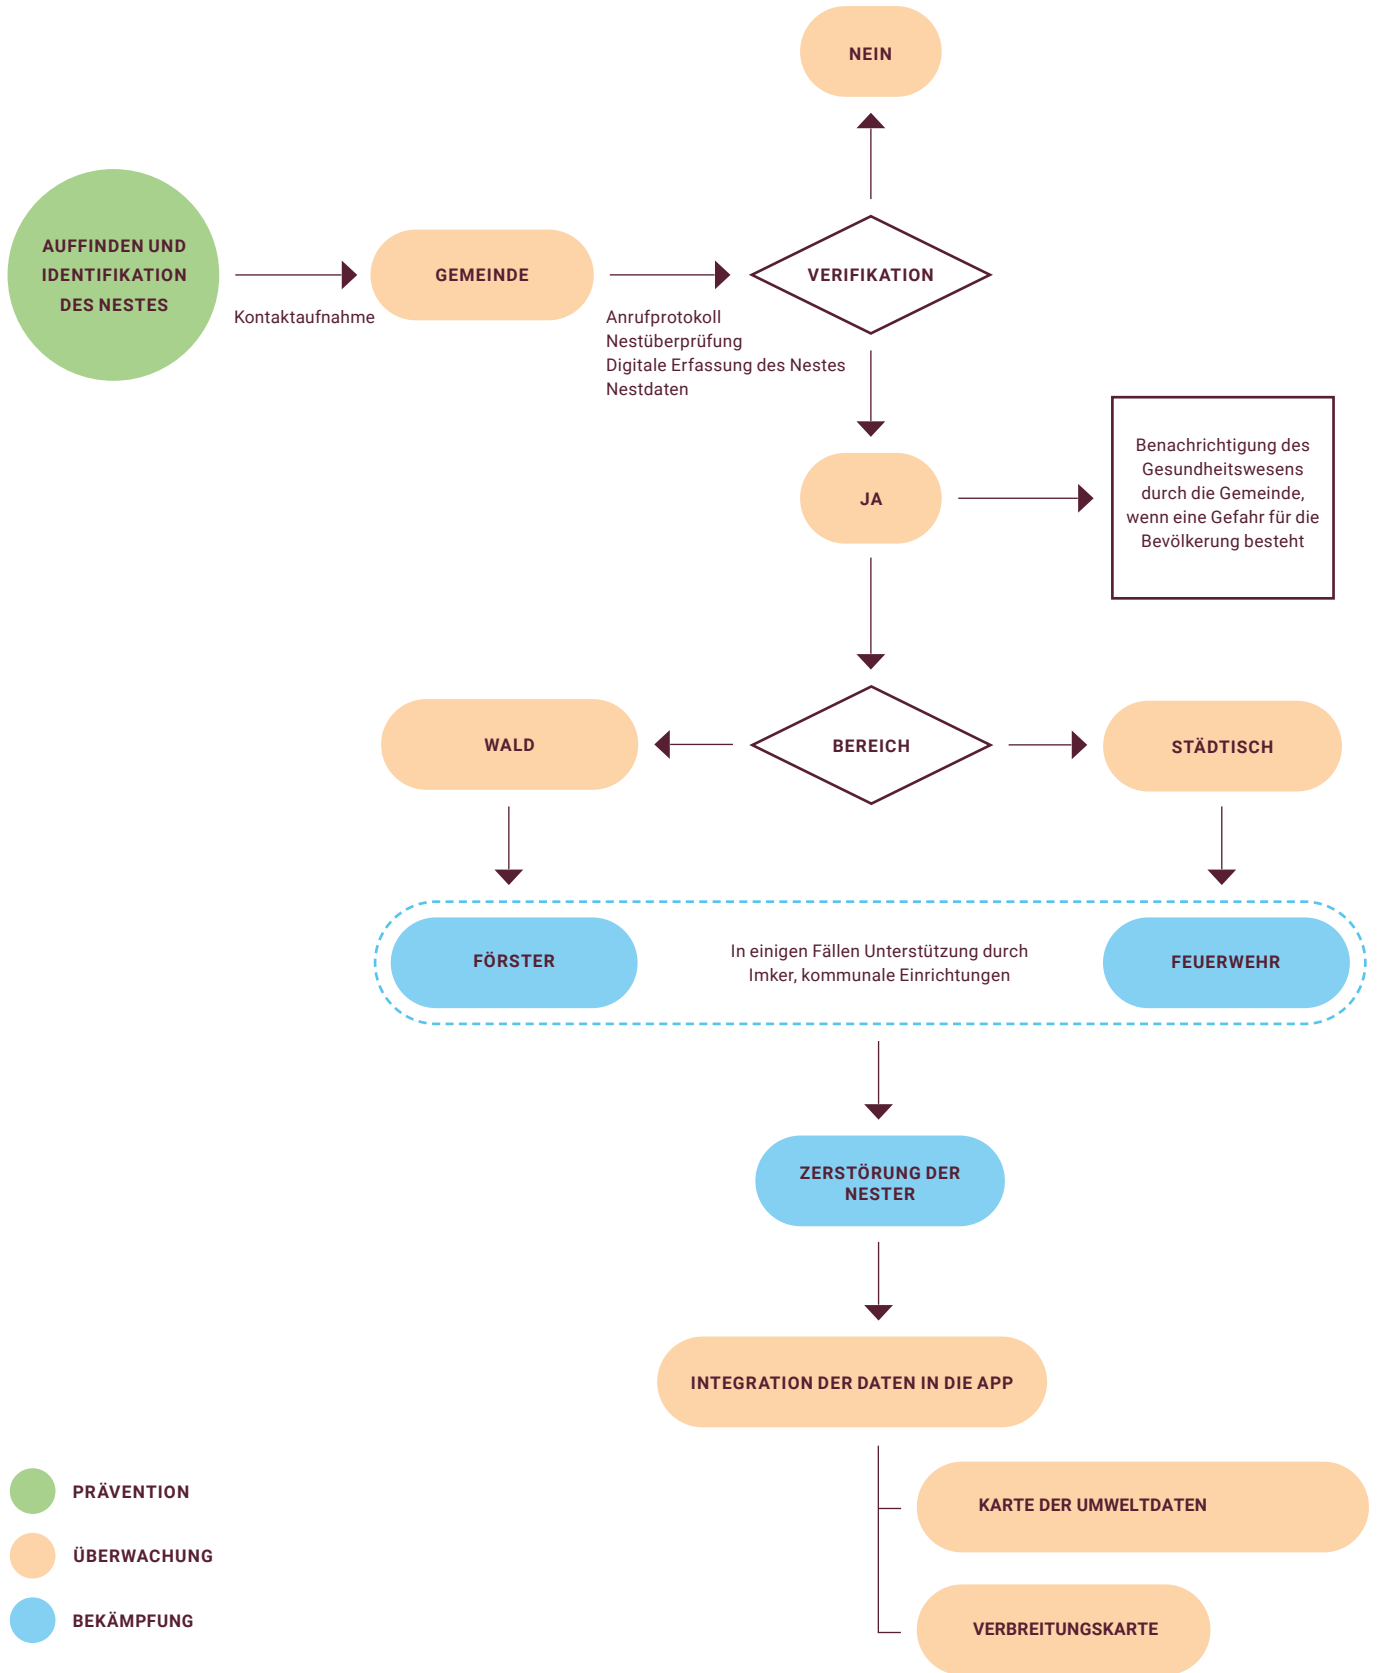 NEIN
AUFFINDEN UND
IDENTIFIKATION
DES NESTES
Kontaktaufnahme
GEMEINDE
Anrufprotokoll
Nestüberprüfung
Digitale Erfassung des Nestes
Nestdaten
VERIFIKATION
JA
Benachrichtigung des
Gesundheitswesens
durch die Gemeinde,
wenn eine Gefahr für die
Bevölkerung besteht
WALD
BEREICH
STÄDTISCH
FÖRSTER
In einigen Fällen Unterstützung durch
Imker, kommunale Einrichtungen
FEUERWEHR
ZERSTÖRUNG DER
NESTER
INTEGRATION DER DATEN IN DIE APP
KARTE DER UMWELTDATEN
VERBREITUNGSKARTE
PRÄVENTION
ÜBERWACHUNG
BEKÄMPFUNG